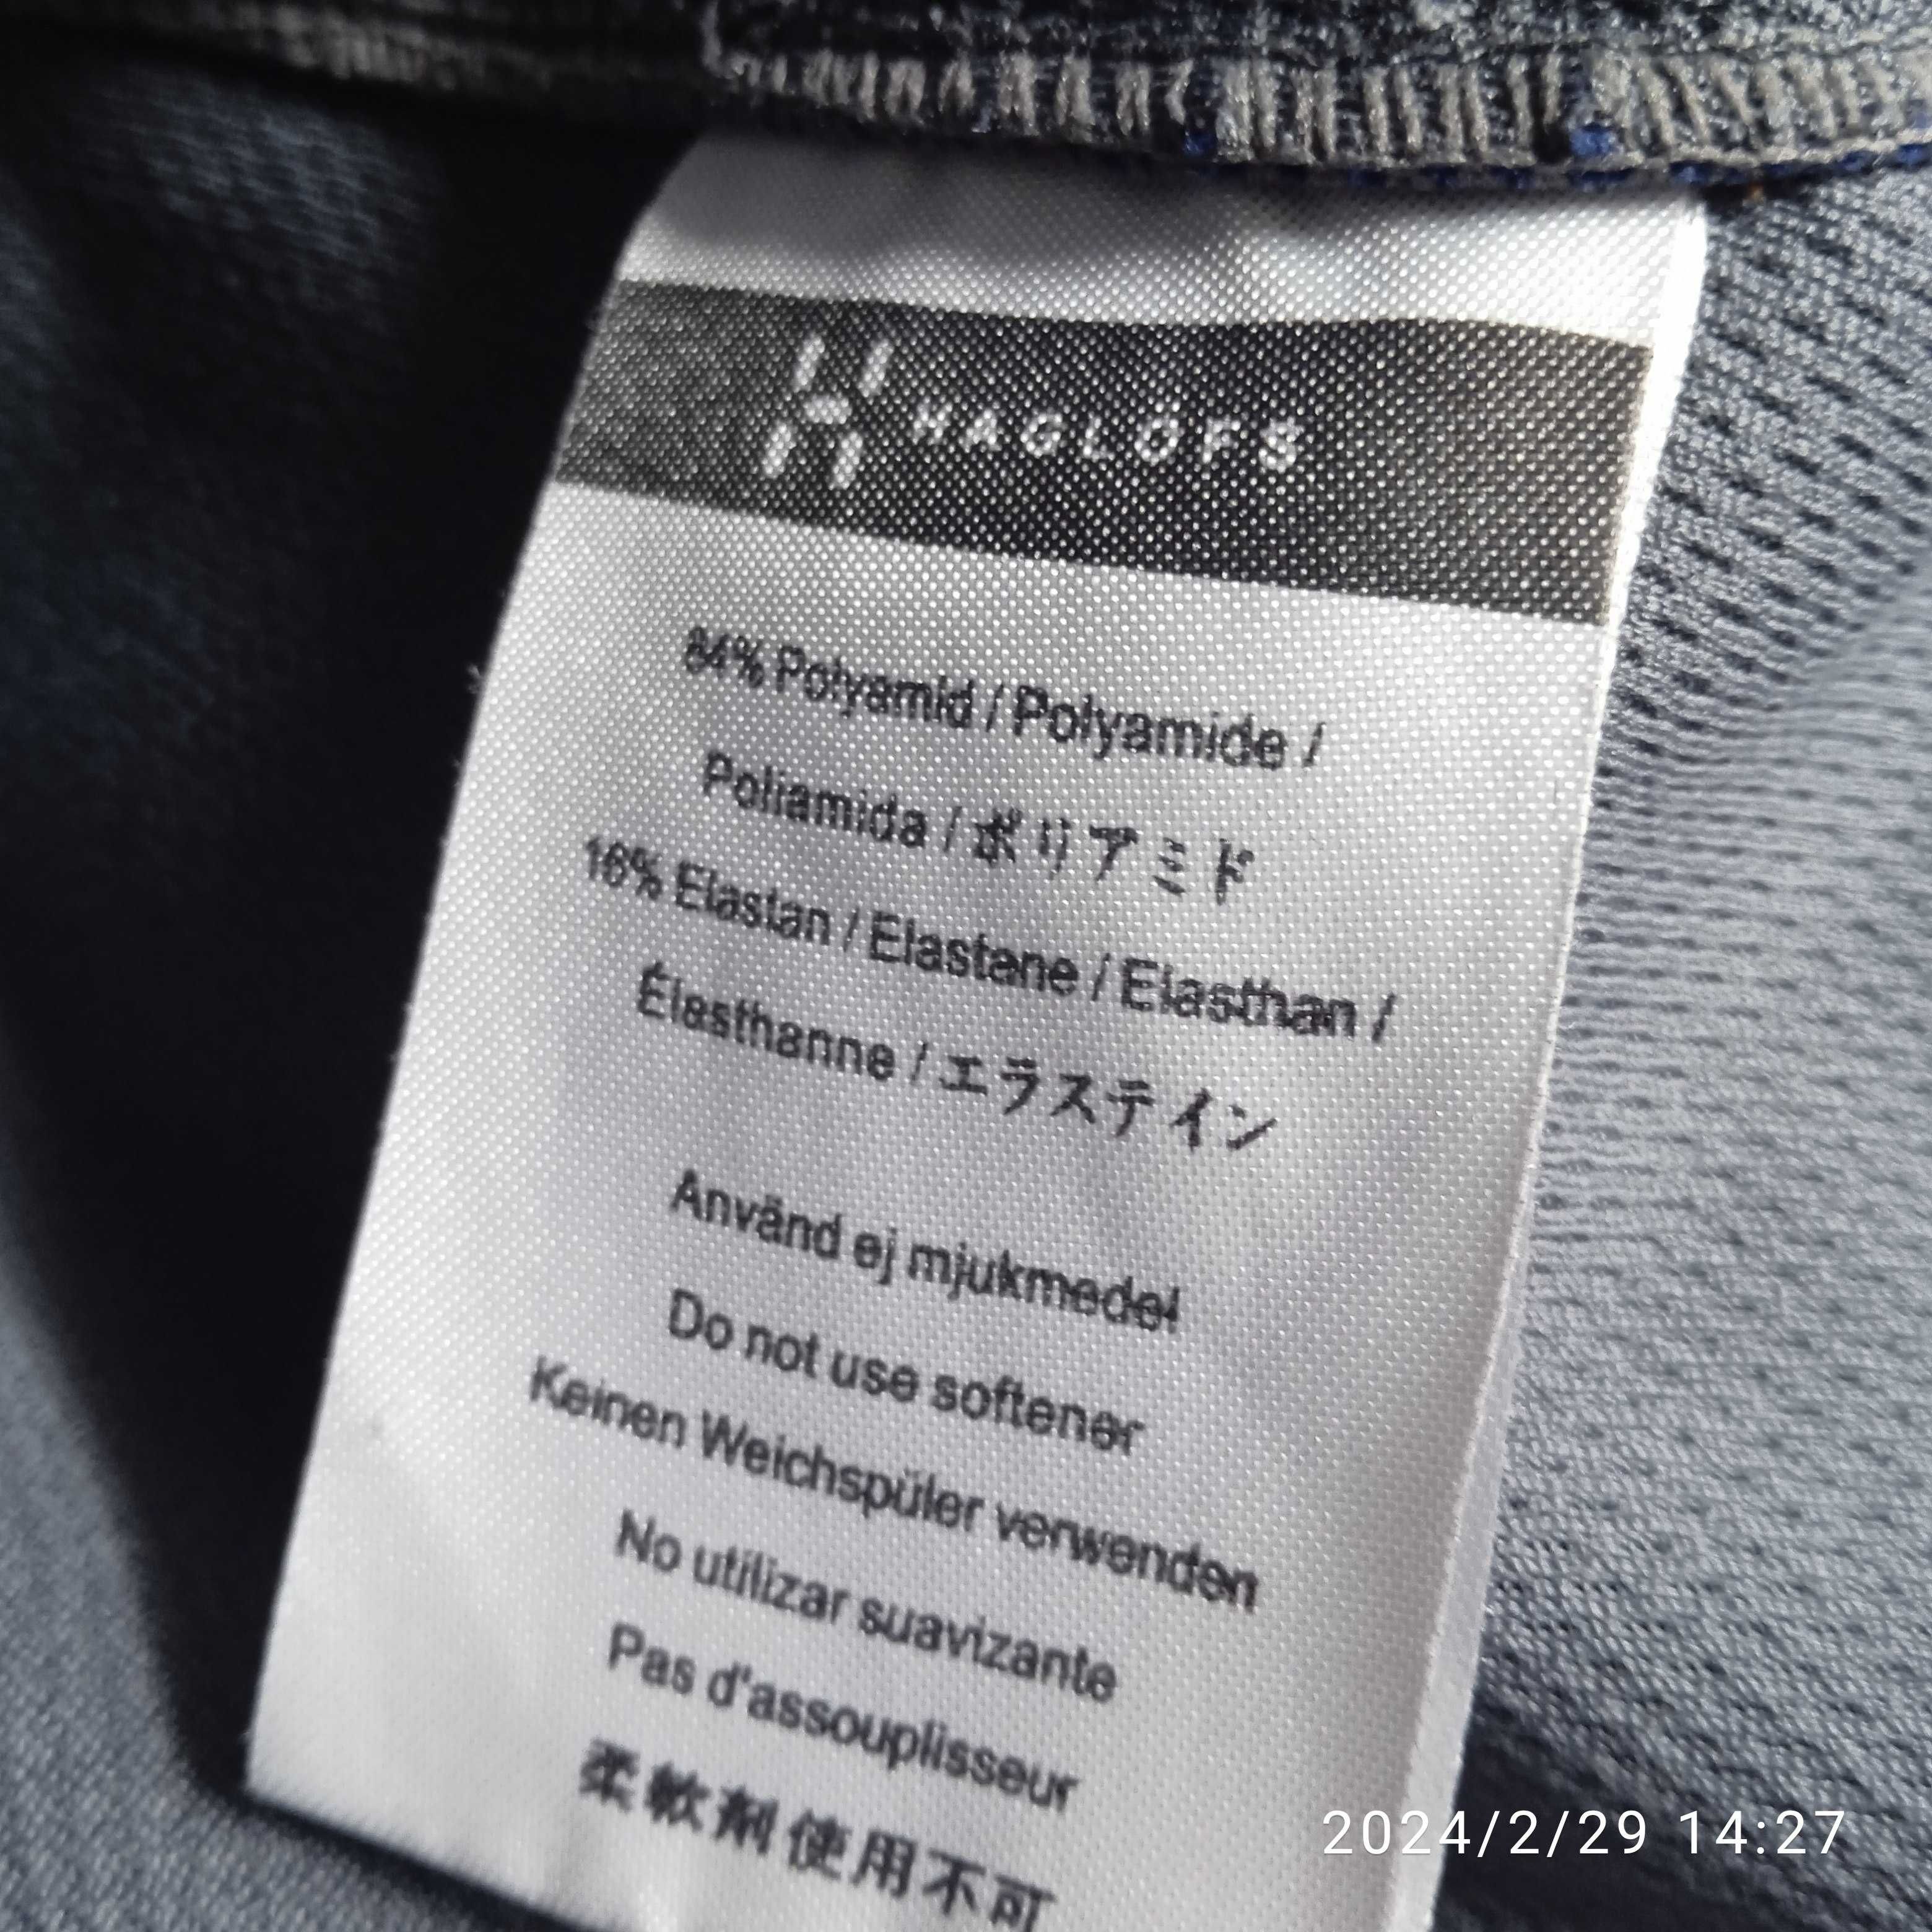 HAGLÖFS
84% Polyamid / Polyamide /
Poliamida / ポリアミド
16% Elastan / Elastane / Elasthan /
Élasthanne / エラステイン
Använd ej mjukmedel
Do not use softener
Keinen Weichspüler verwenden
No utilizar suavizante
Pas d'assouplisseur
柔軟剤使用不可
2024/2/29 14:27